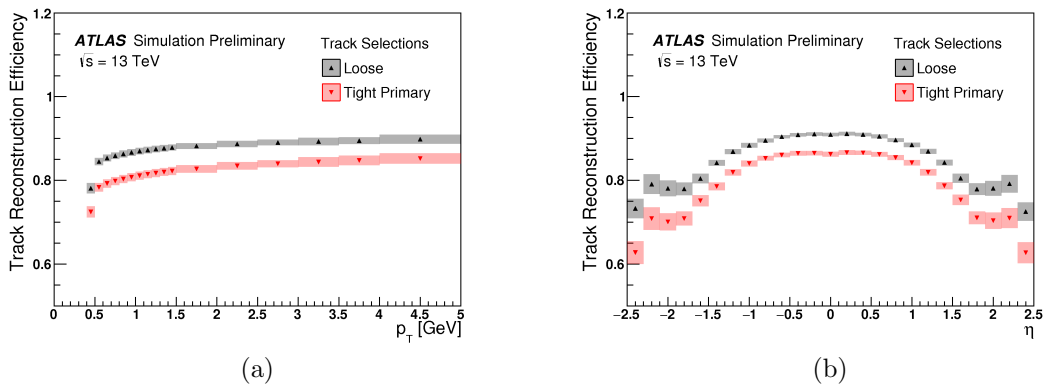 Track Reconstruction Efficiency
1.2
1
0.8
0.6
ATLAS Simulation Preliminary
√s = 13 TeV
Track Selections
Loose
Tight Primary
0 0.5 1 1.5 2 2.5 3 3.5 4 4.5 5
p_T [GeV]
(a)
Track Reconstruction Efficiency
1.2
1
0.8
0.6
ATLAS Simulation Preliminary
√s = 13 TeV
Track Selections
Loose
Tight Primary
−2.5 −2 −1.5 −1 −0.5 0 0.5 1 1.5 2 2.5
η
(b)